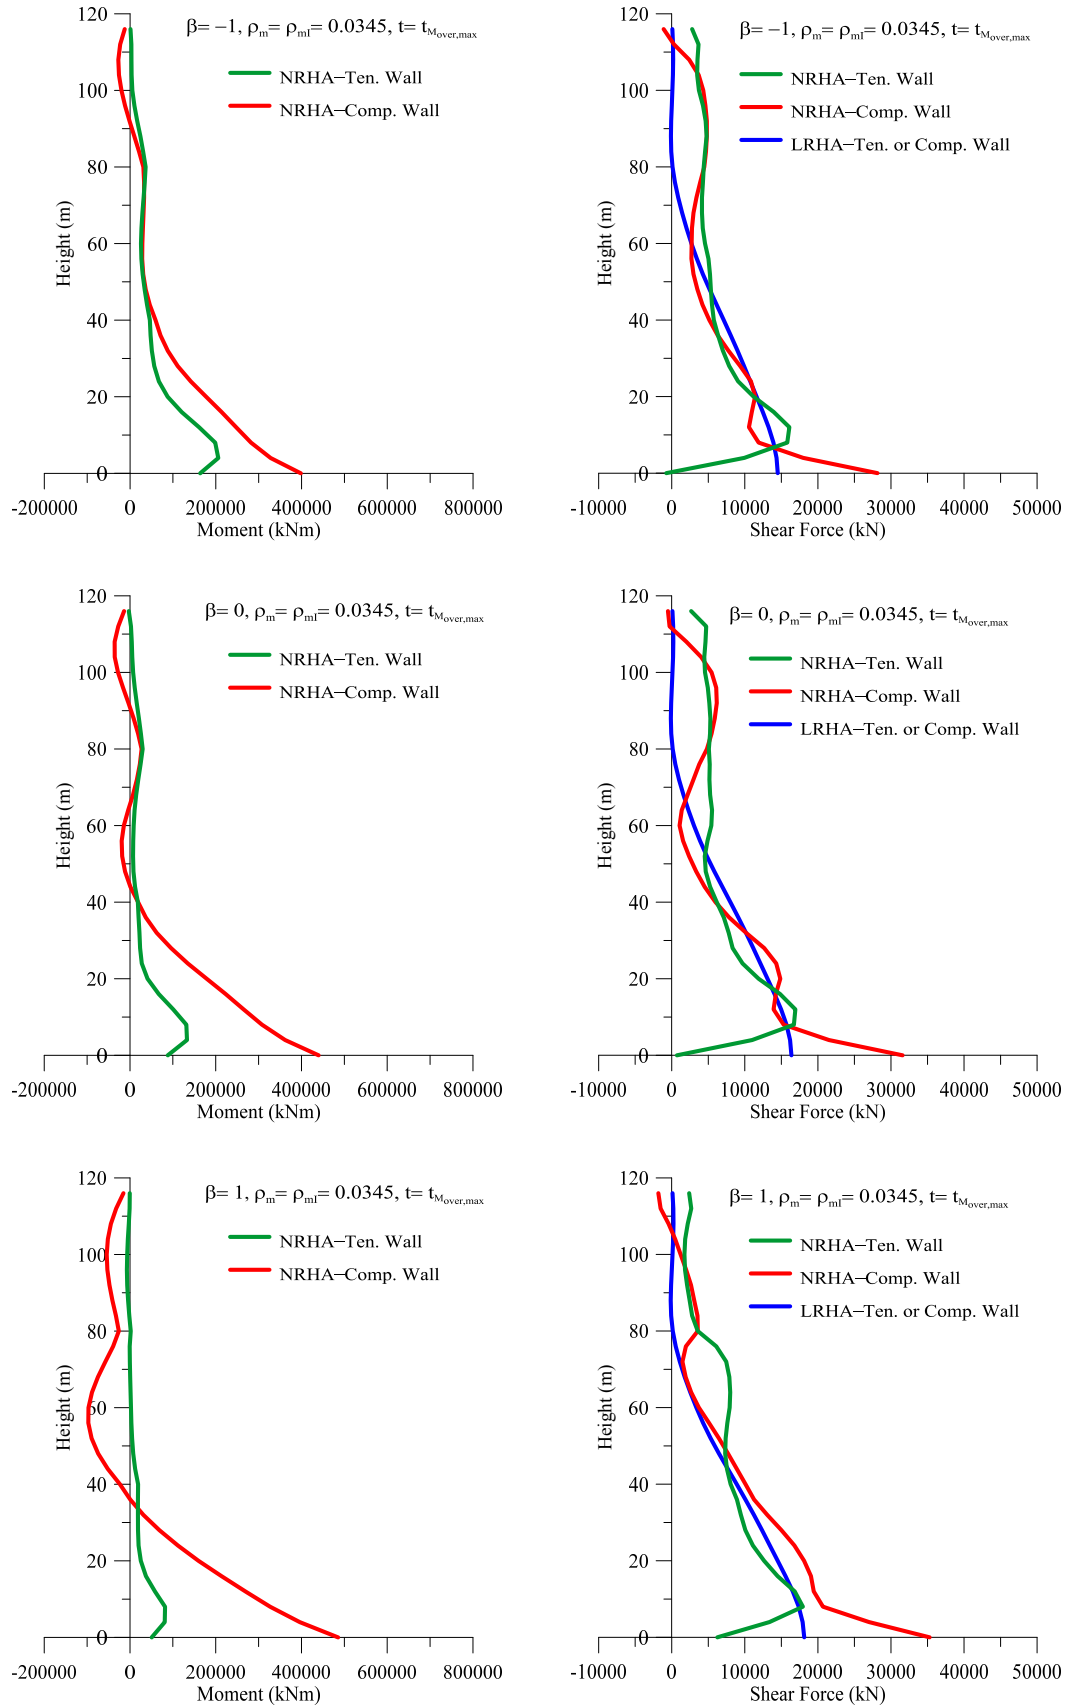 β= −1, ρm= ρmI= 0.0345, t= tMover,max
NRHA−Ten. Wall
NRHA−Comp. Wall
Height (m)
120
100
80
60
40
20
0
-200000 0 200000 400000 600000 800000
Moment (kNm)
β= −1, ρm= ρmI= 0.0345, t= tMover,max
NRHA−Ten. Wall
NRHA−Comp. Wall
LRHA−Ten. or Comp. Wall
Height (m)
120
100
80
60
40
20
0
-10000 0 10000 20000 30000 40000 50000
Shear Force (kN)
β= 0, ρm= ρmI= 0.0345, t= tMover,max
NRHA−Ten. Wall
NRHA−Comp. Wall
Height (m)
120
100
80
60
40
20
0
-200000 0 200000 400000 600000 800000
Moment (kNm)
β= 0, ρm= ρmI= 0.0345, t= tMover,max
NRHA−Ten. Wall
NRHA−Comp. Wall
LRHA−Ten. or Comp. Wall
Height (m)
120
100
80
60
40
20
0
-10000 0 10000 20000 30000 40000 50000
Shear Force (kN)
β= 1, ρm= ρmI= 0.0345, t= tMover,max
NRHA−Ten. Wall
NRHA−Comp. Wall
Height (m)
120
100
80
60
40
20
0
-200000 0 200000 400000 600000 800000
Moment (kNm)
β= 1, ρm= ρmI= 0.0345, t= tMover,max
NRHA−Ten. Wall
NRHA−Comp. Wall
LRHA−Ten. or Comp. Wall
Height (m)
120
100
80
60
40
20
0
-10000 0 10000 20000 30000 40000 50000
Shear Force (kN)